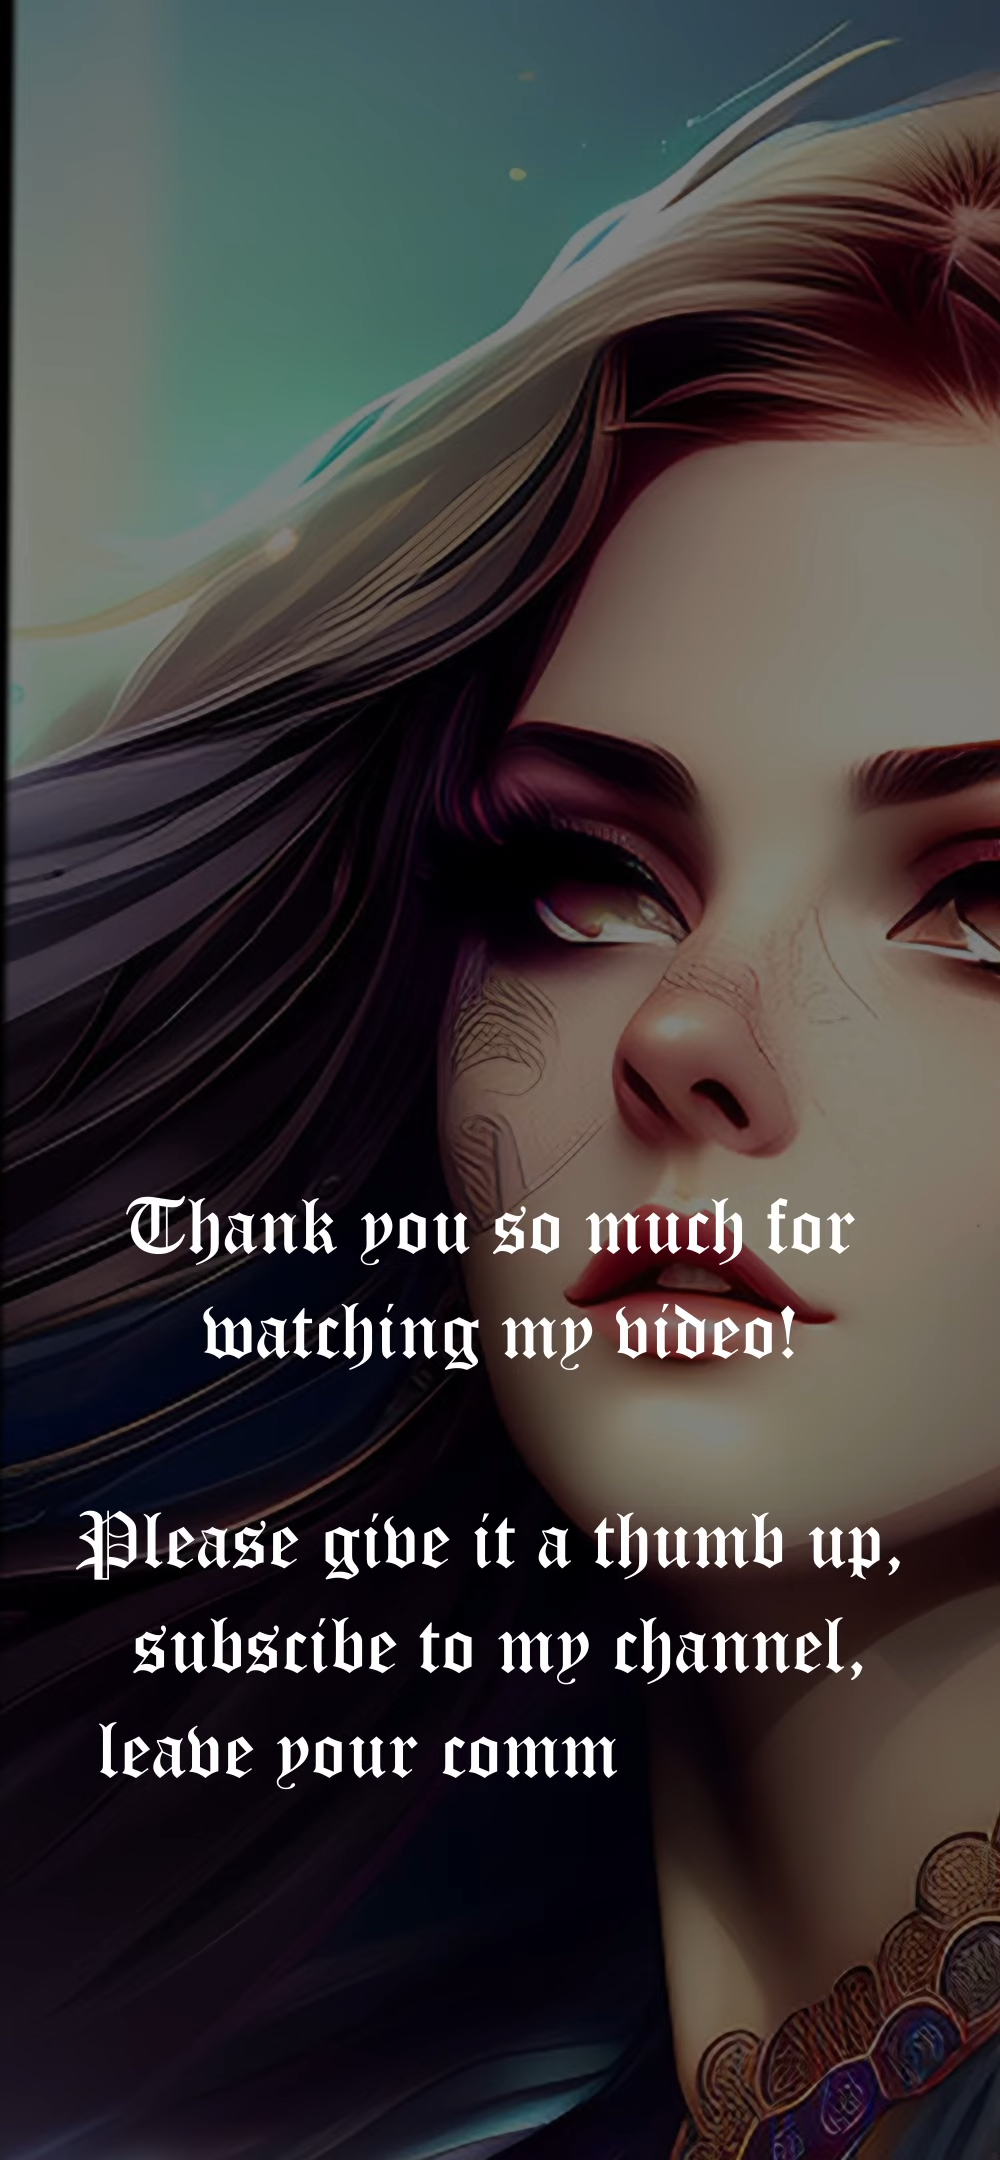 Thank you so much for
watching my video!
Please give it a thumb up,
subscibe to my channel,
leave your comm